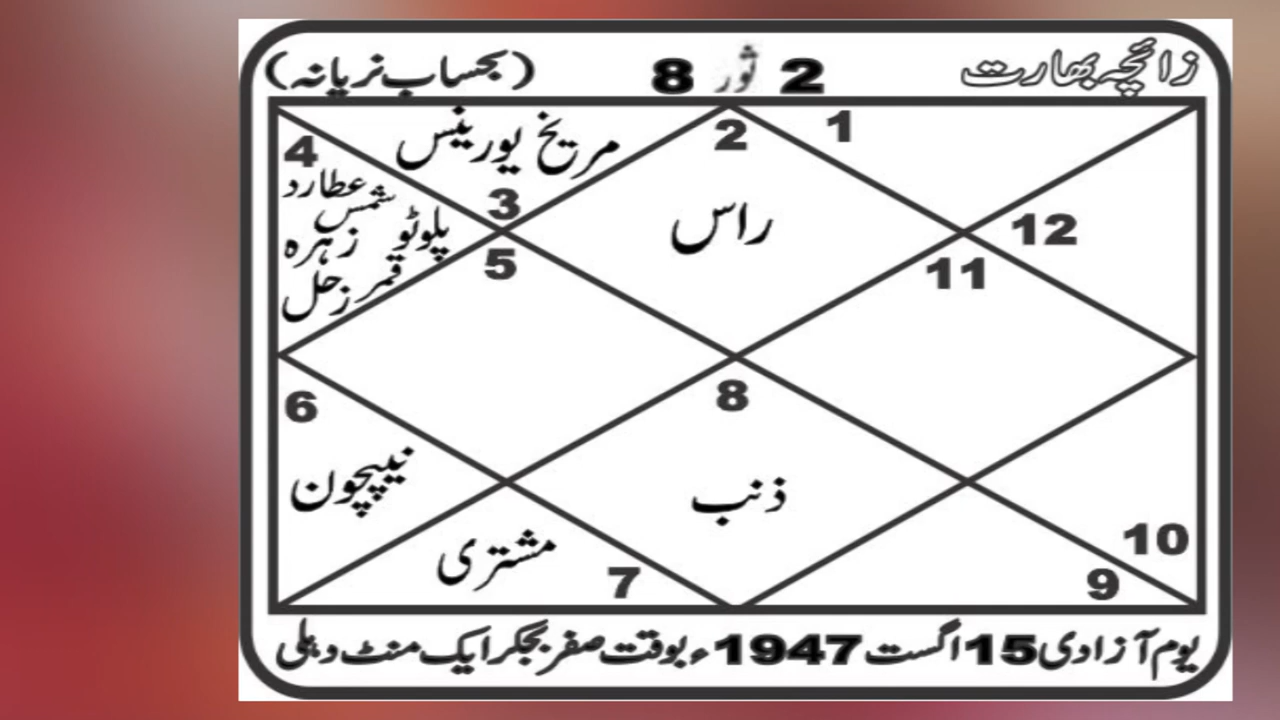 زائچہ بھارت
2 ثور 8
(بحساب نریانہ)
2
1
مریخ یورینس
3
4
عطارد
شمس
پلوٹو
زہرہ
قمر
زحل
راس
12
11
5
8
6
نیپچون
ذنب
مشتری
7
10
9
یوم آزادی 15 اگست 1947ء بوقت صفر بجکر ایک منٹ دہلی